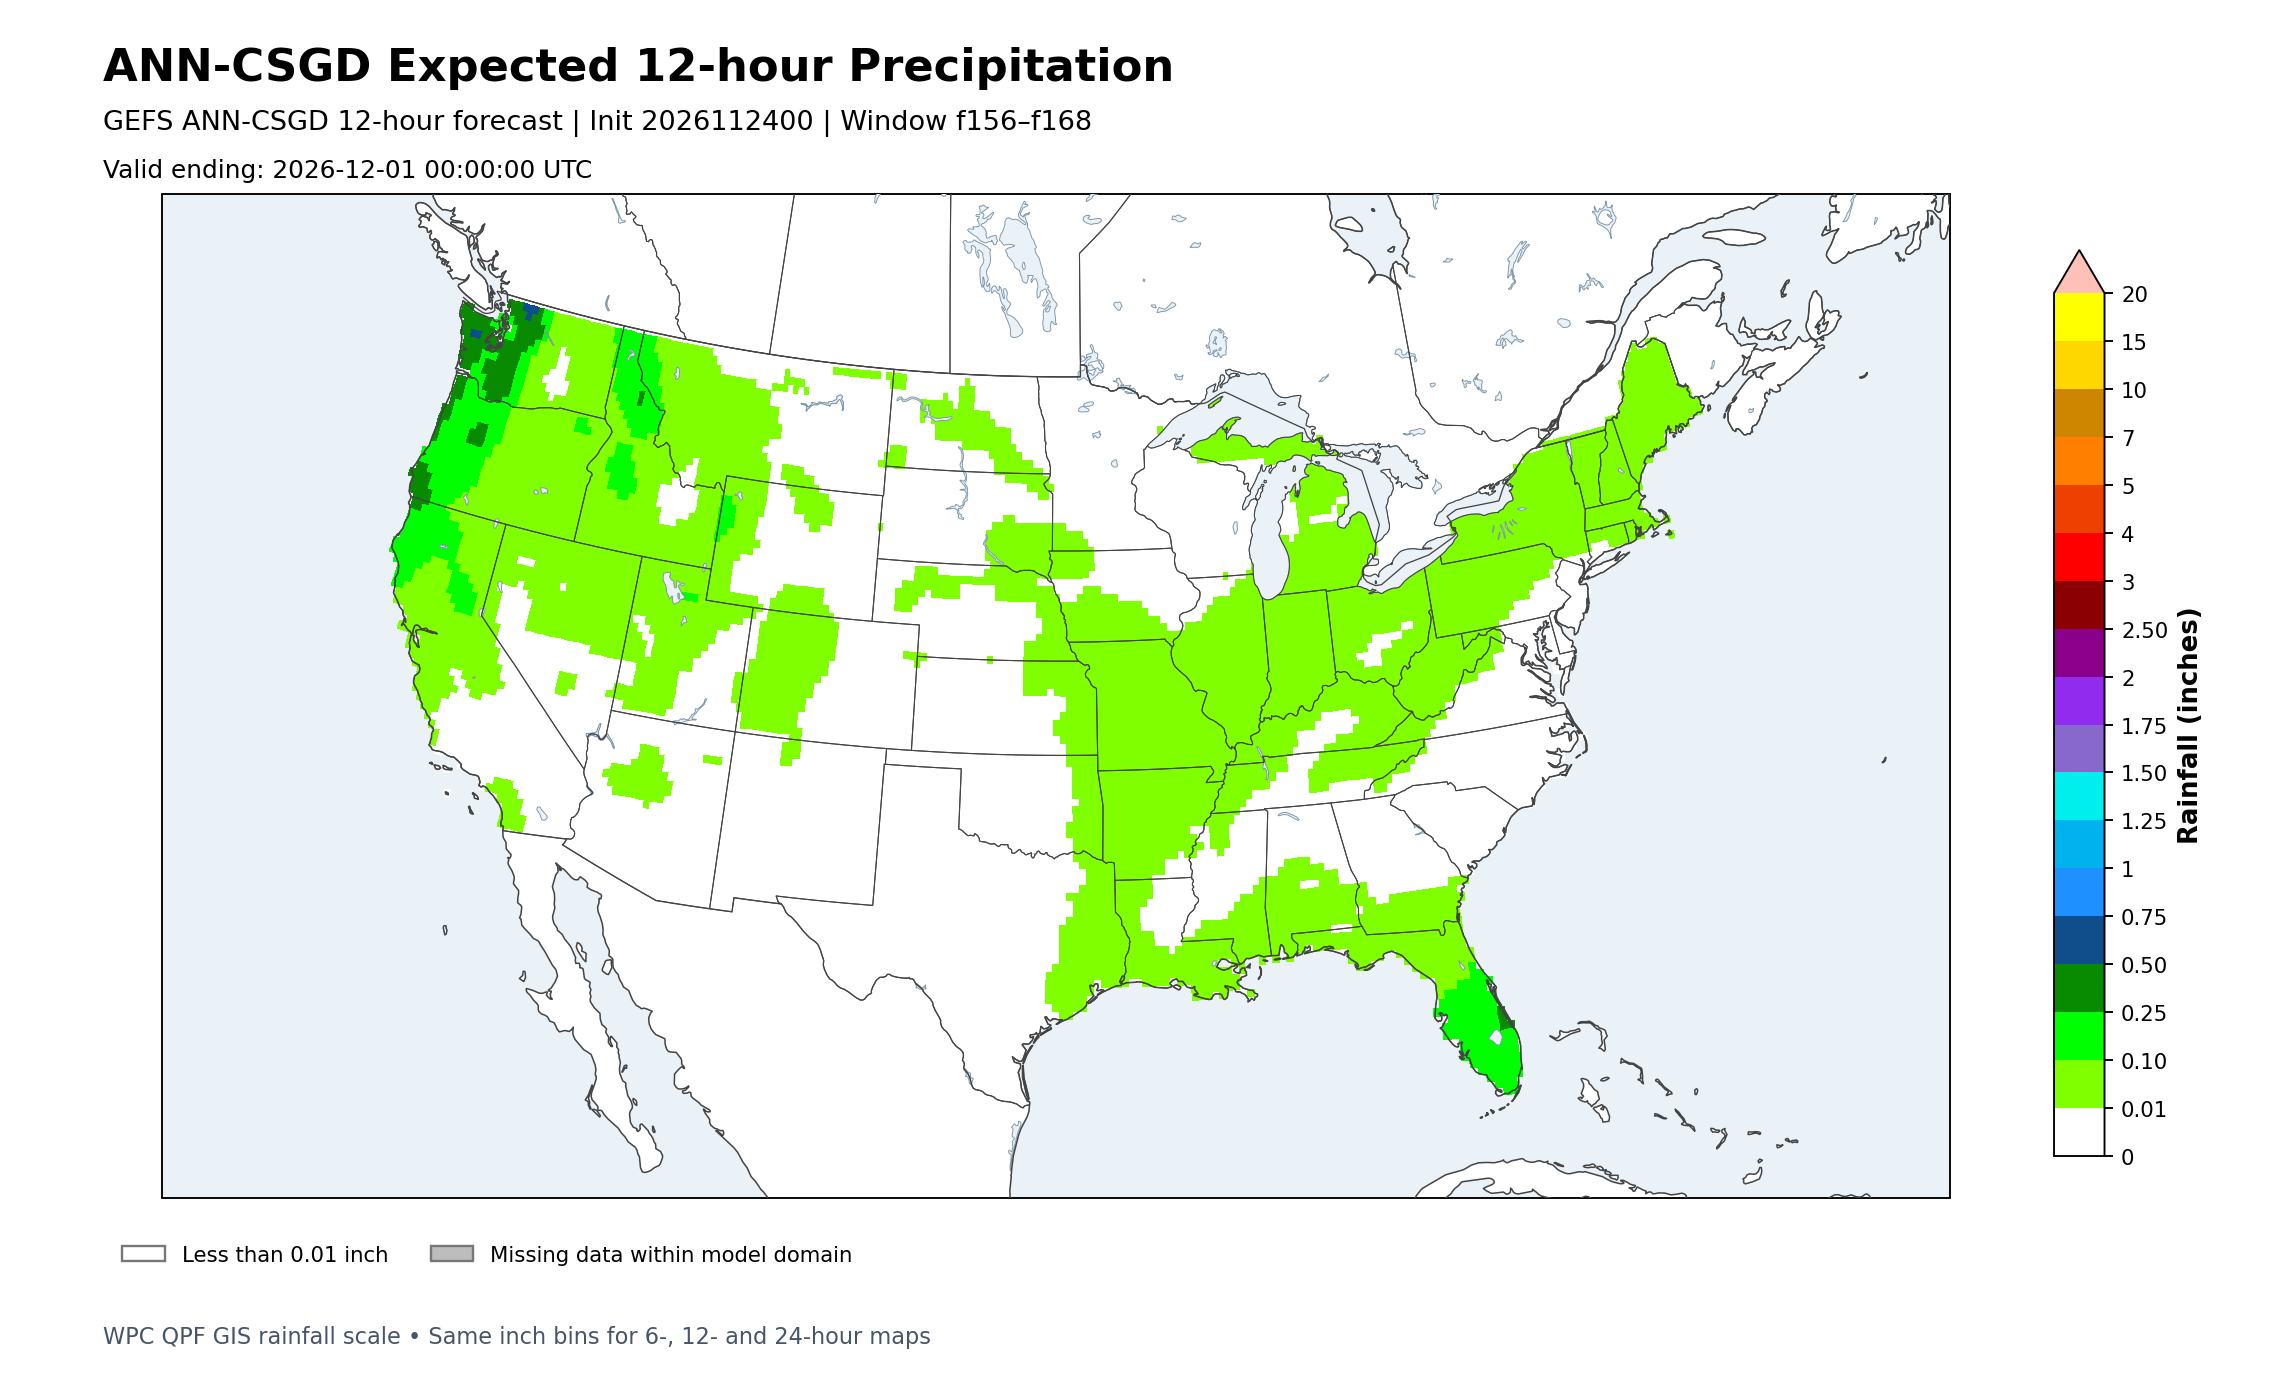 ANN-CSGD Expected 12-hour Precipitation
GEFS ANN-CSGD 12-hour forecast | Init 2026112400 | Window f156–f168
Valid ending: 2026-12-01 00:00:00 UTC
20
15
10
7
5
4
3
2.50
2
1.75
1.50
1.25
1
0.75
0.50
0.25
0.10
0.01
0
Rainfall (inches)
Less than 0.01 inch
Missing data within model domain
WPC QPF GIS rainfall scale • Same inch bins for 6-, 12- and 24-hour maps